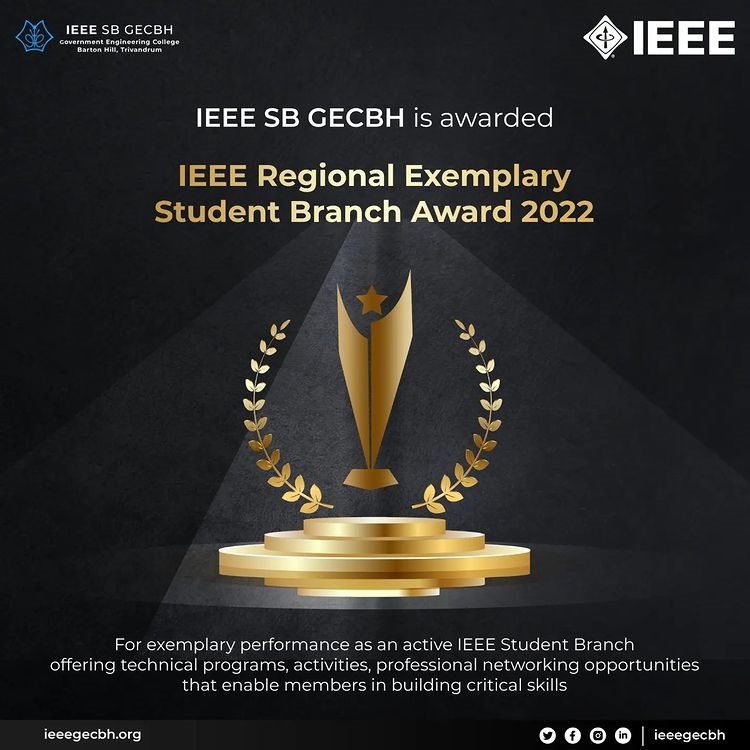 IEEE SB GECBH
Government Engineering College
Barton Hill, Trivandrum
IEEE
IEEE SB GECBH is awarded
IEEE Regional Exemplary
Student Branch Award 2022
For exemplary performance as an active IEEE Student Branch
offering technical programs, activities, professional networking opportunities
that enable members in building critical skills
ieeegecbh.org
ieeegecbh